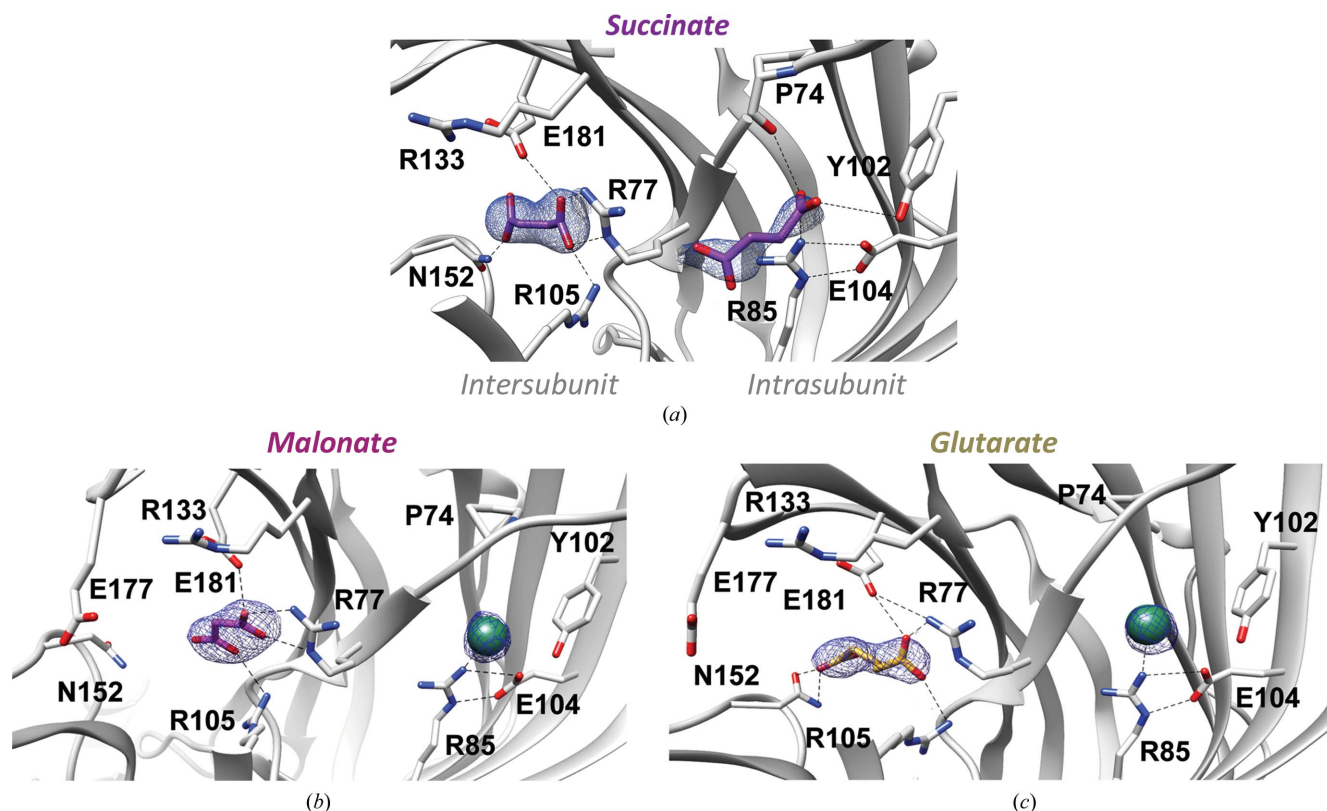 Succinate
P74
E181
R133
Y102
R77
N152
R105
E104
R85
Intersubunit
Intrasubunit
(a)
Malonate
R133
P74
Y102
E177
E181
R77
N152
R105
E104
R85
(b)
Glutarate
R133
P74
Y102
E177
E181
R77
N152
R105
E104
R85
(c)